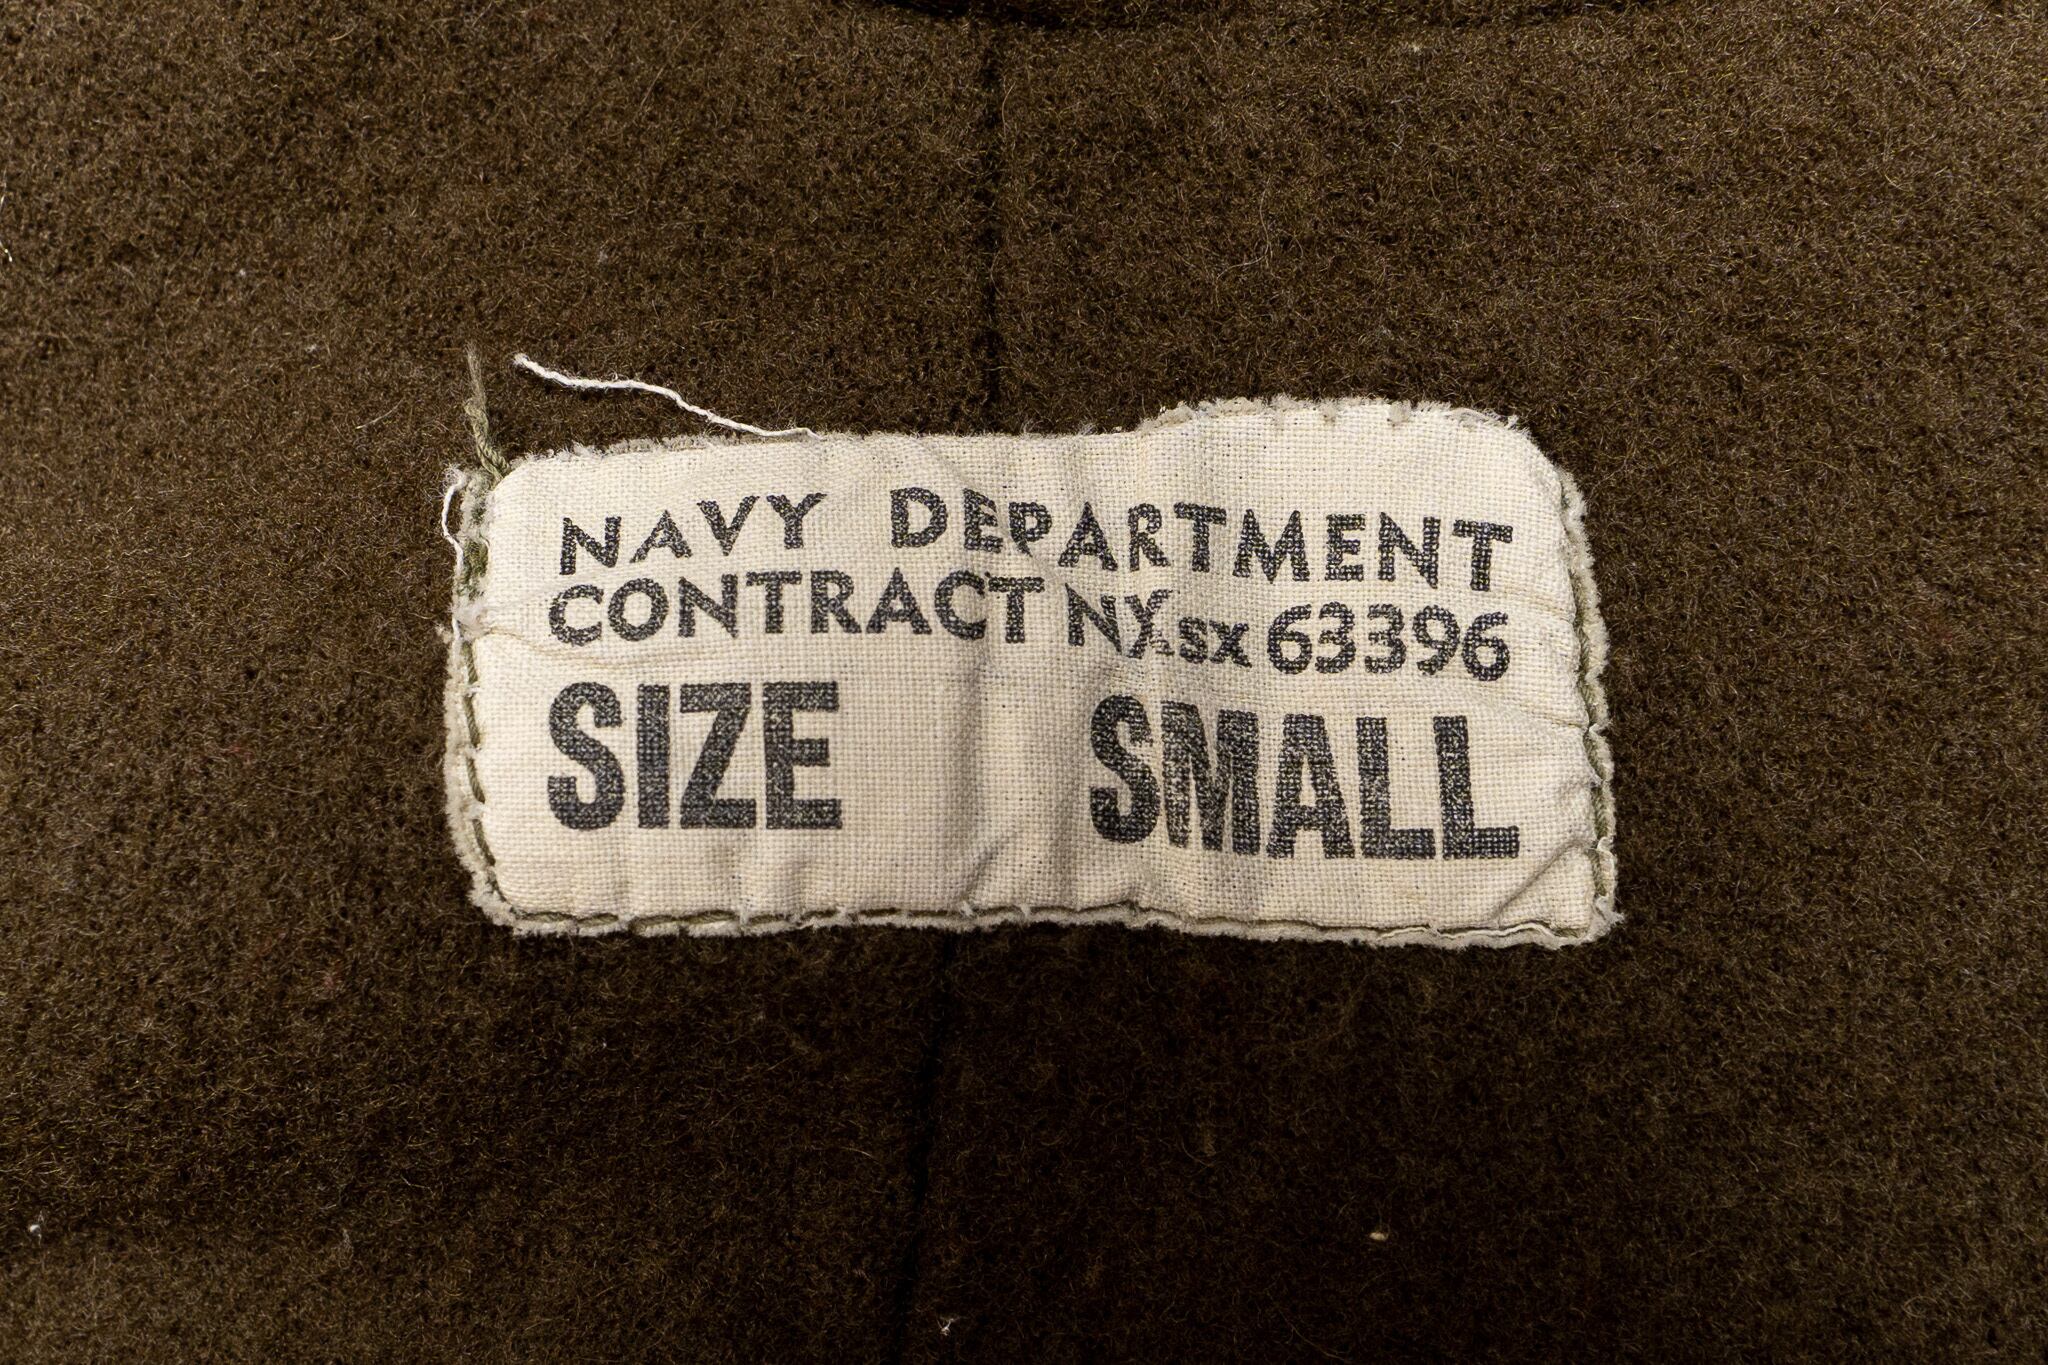 NAVY DEPARTMENT
CONTRACT NXsx 63396
SIZE SMALL